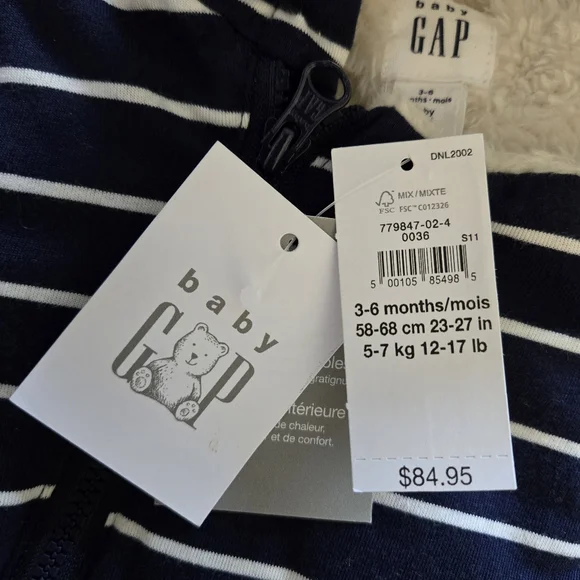 baby
GAP
3-6
baby
GAP
DNL2002
MIX/MIXTE
FSC FSC™ C012326
779847-02-4
0036
S11
5 00105 85498 5
3-6 months/mois
58-68 cm 23-27 in
5-7 kg 12-17 lb
$84.95
de chaleur,
et de confort.